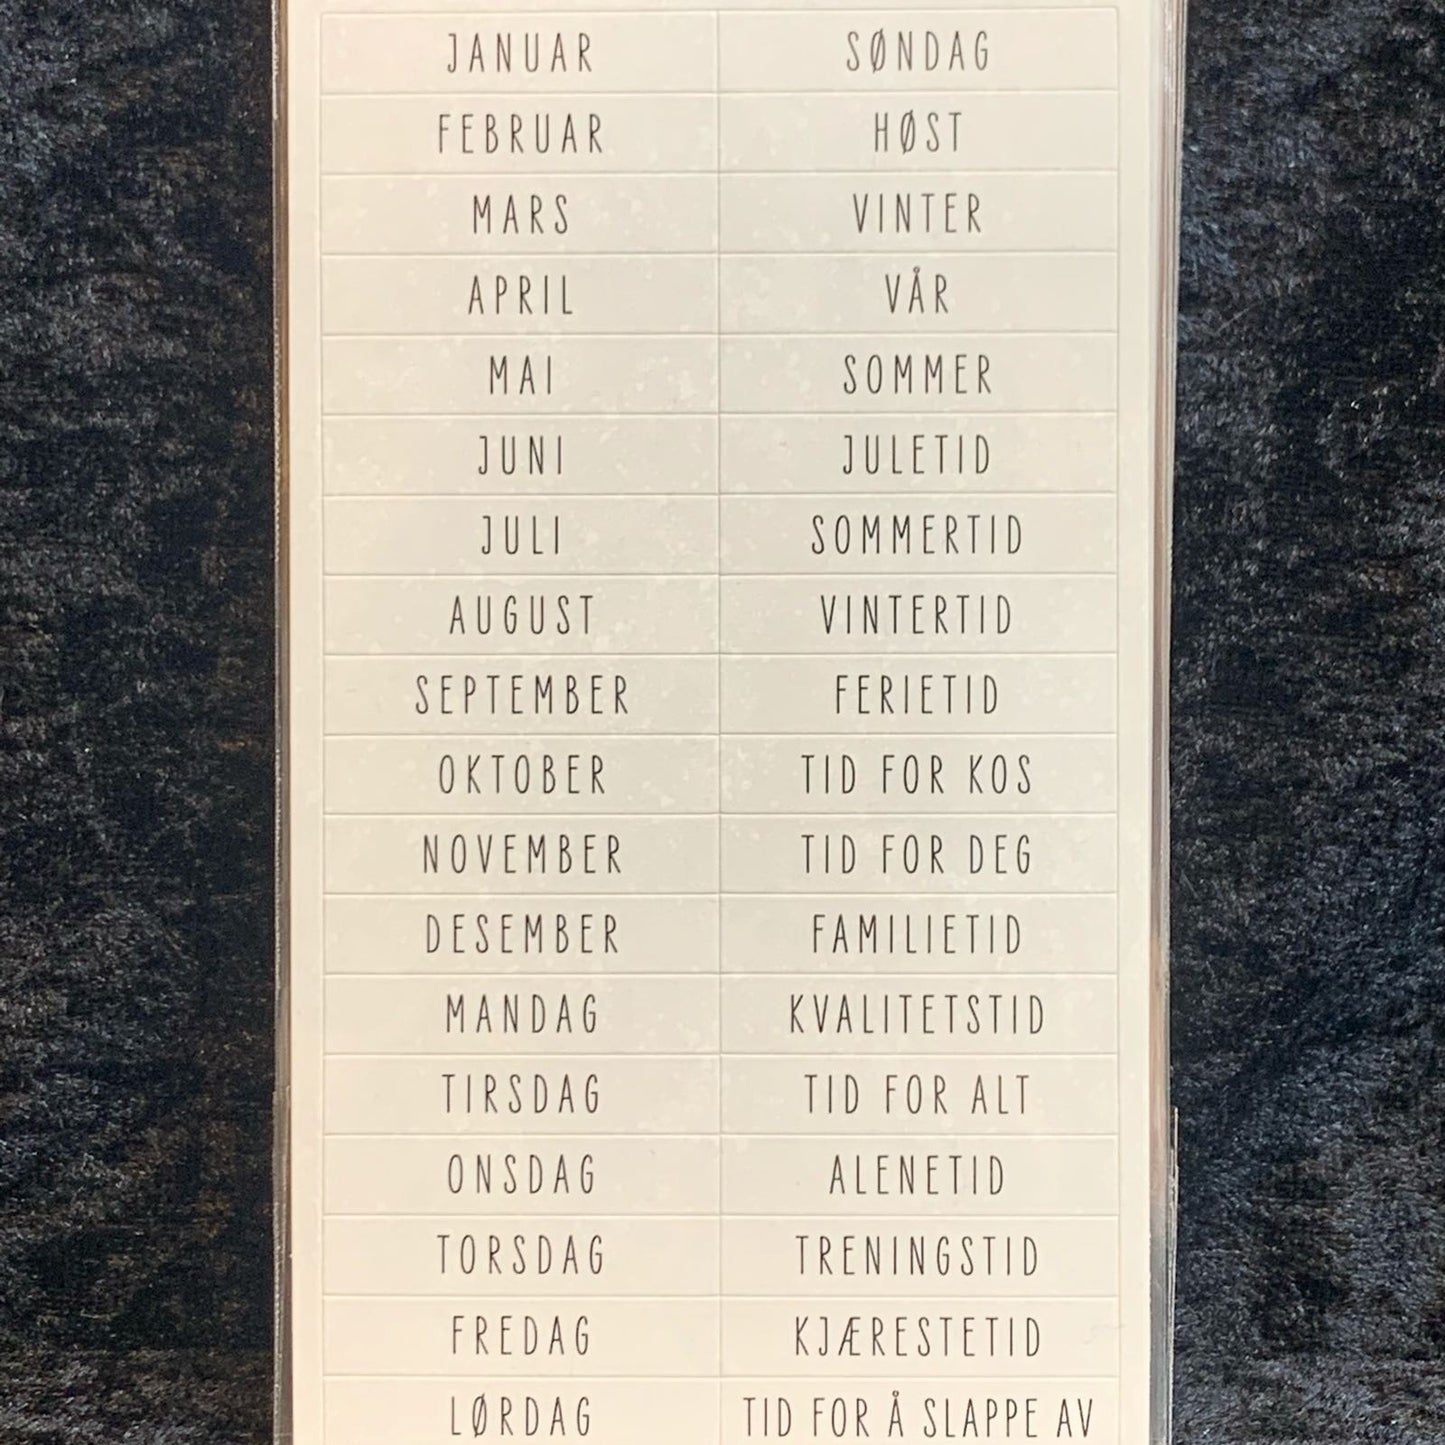 JANUAR
FEBRUAR
MARS
APRIL
MAI
JUNI
JULI
AUGUST
SEPTEMBER
OKTOBER
NOVEMBER
DESEMBER
MANDAG
TIRSDAG
ONSDAG
TORSDAG
FREDAG
LØRDAG
SØNDAG
HØST
VINTER
VÅR
SOMMER
JULETID
SOMMERTID
VINTERTID
FERIETID
TID FOR KOS
TID FOR DEG
FAMILIETID
KVALITETSTID
TID FOR ALT
ALENETID
TRENINGSTID
KJÆRESTETID
TID FOR Å SLAPPE AV